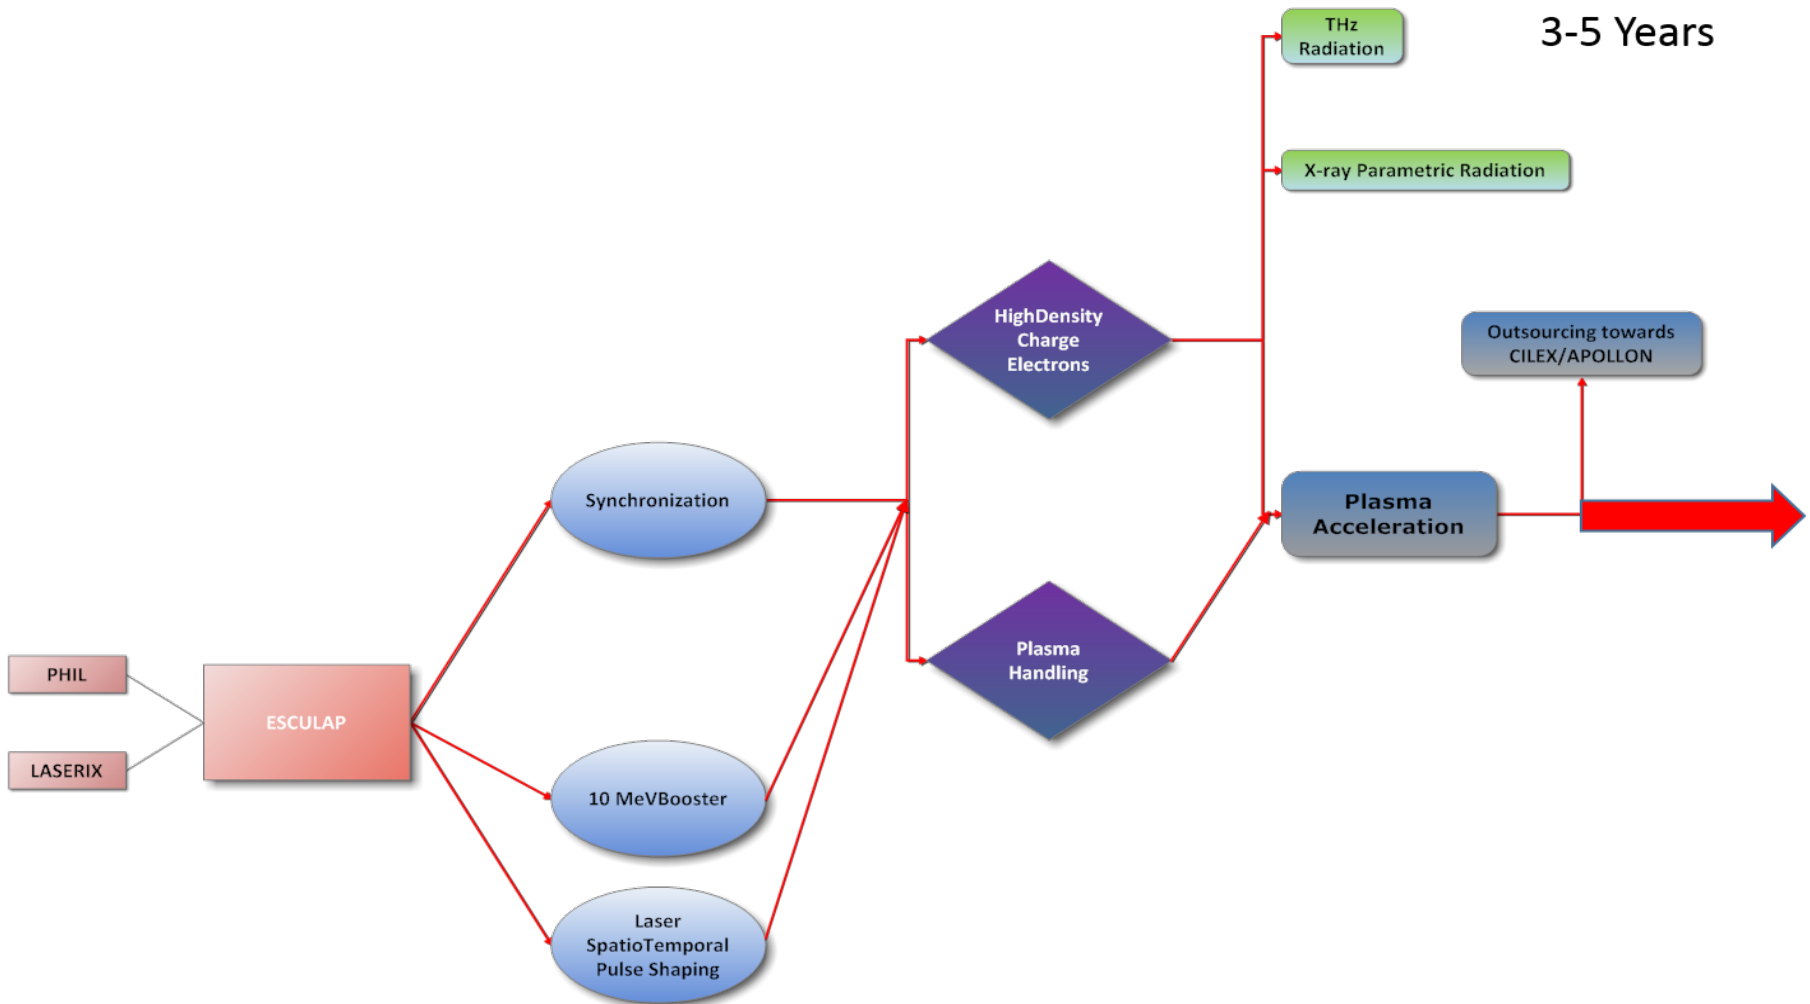 3-5 Years
THz
Radiation
X-ray Parametric Radiation
HighDensity
Charge
Electrons
Outsourcing towards
CILEX/APOLLON
Synchronization
Plasma
Acceleration
Plasma
Handling
PHIL
ESCULAP
LASERIX
10 MeVBooster
Laser
SpatioTemporal
Pulse Shaping